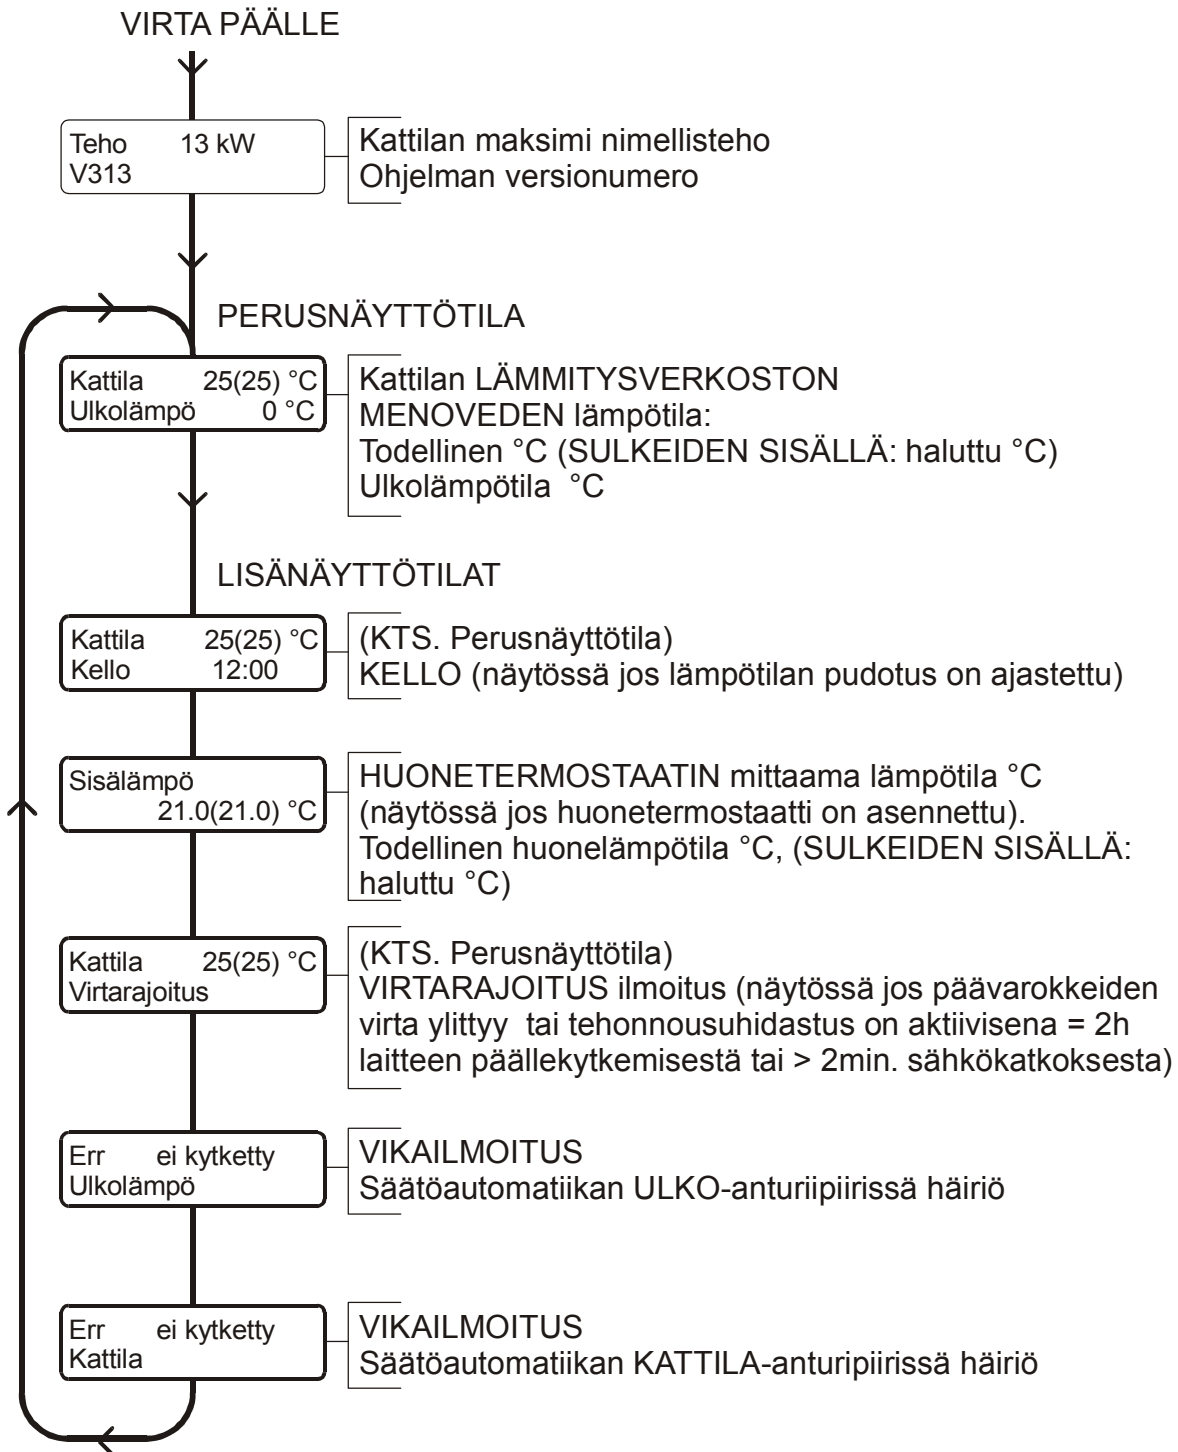 VIRTA PÄÄLLE
Teho 13 kW
V313
Kattilan maksimi nimellisteho
Ohjelman versionumero
PERUSNÄYTTÖTILA
Kattila 25(25) °C
Ulkolämpö 0 °C
Kattilan LÄMMITYSVERKOSTON
MENOVEDEN lämpötila:
Todellinen °C (SULKEIDEN SISÄLLÄ: haluttu °C)
Ulkolämpötila °C
LISÄNÄYTTÖTILAT
Kattila 25(25) °C
Kello 12:00
(KTS. Perusnäyttötila)
KELLO (näytössä jos lämpötilan pudotus on ajastettu)
Sisälämpö
21.0(21.0) °C
HUONETERMOSTAATIN mittaama lämpötila °C
(näytössä jos huonetermostaatti on asennettu).
Todellinen huonelämpötila °C, (SULKEIDEN SISÄLLÄ:
haluttu °C)
Kattila 25(25) °C
Virtarajoitus
(KTS. Perusnäyttötila)
VIRTARAJOITUS ilmoitus (näytössä jos päävarokkeiden
virta ylittyy tai tehonnousuhidastus on aktiivisena = 2h
laitteen päällekytkemisestä tai > 2min. sähkökatkoksesta)
Err ei kytketty
Ulkolämpö
VIKAILMOITUS
Säätöautomatiikan ULKO-anturiipiirissä häiriö
Err ei kytketty
Kattila
VIKAILMOITUS
Säätöautomatiikan KATTILA-anturipiirissä häiriö